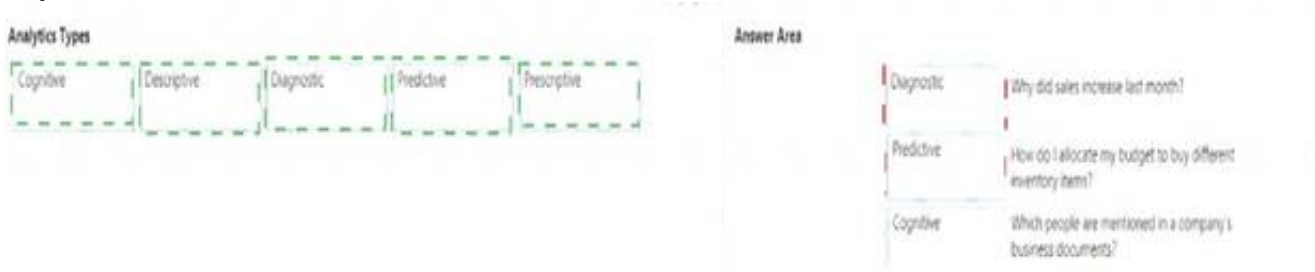 Analytics Types
Answer Area
Cognitive
Descriptive
Diagnostic
Predictive
Prescriptive
Diagnostic
Why did sales increase last month?
Predictive
How do I allocate my budget to buy different
inventory items?
Cognitive
Which people are mentioned in a company's
business documents?